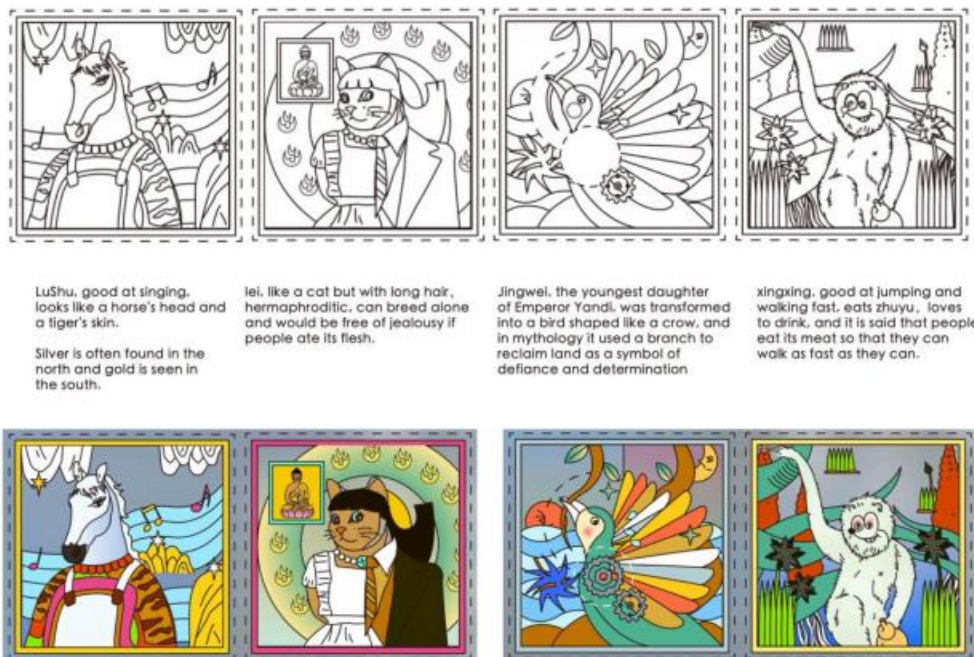 LuShu, good at singing,
looks like a horse's head and
a tiger's skin.
Silver is often found in the
north and gold is seen in
the south.
lei, like a cat but with long hair,
hermaphroditic, can breed alone
and would be free of jealousy if
people ate its flesh.
Jingwei, the youngest daughter
of Emperor Yandi, was transformed
into a bird shaped like a crow, and
in mythology it used a branch to
reclaim land as a symbol of
defiance and determination
xingxing, good at jumping and
walking fast, eats zhuyu, loves
to drink, and it is said that people
eat its meat so that they can
walk as fast as they can.